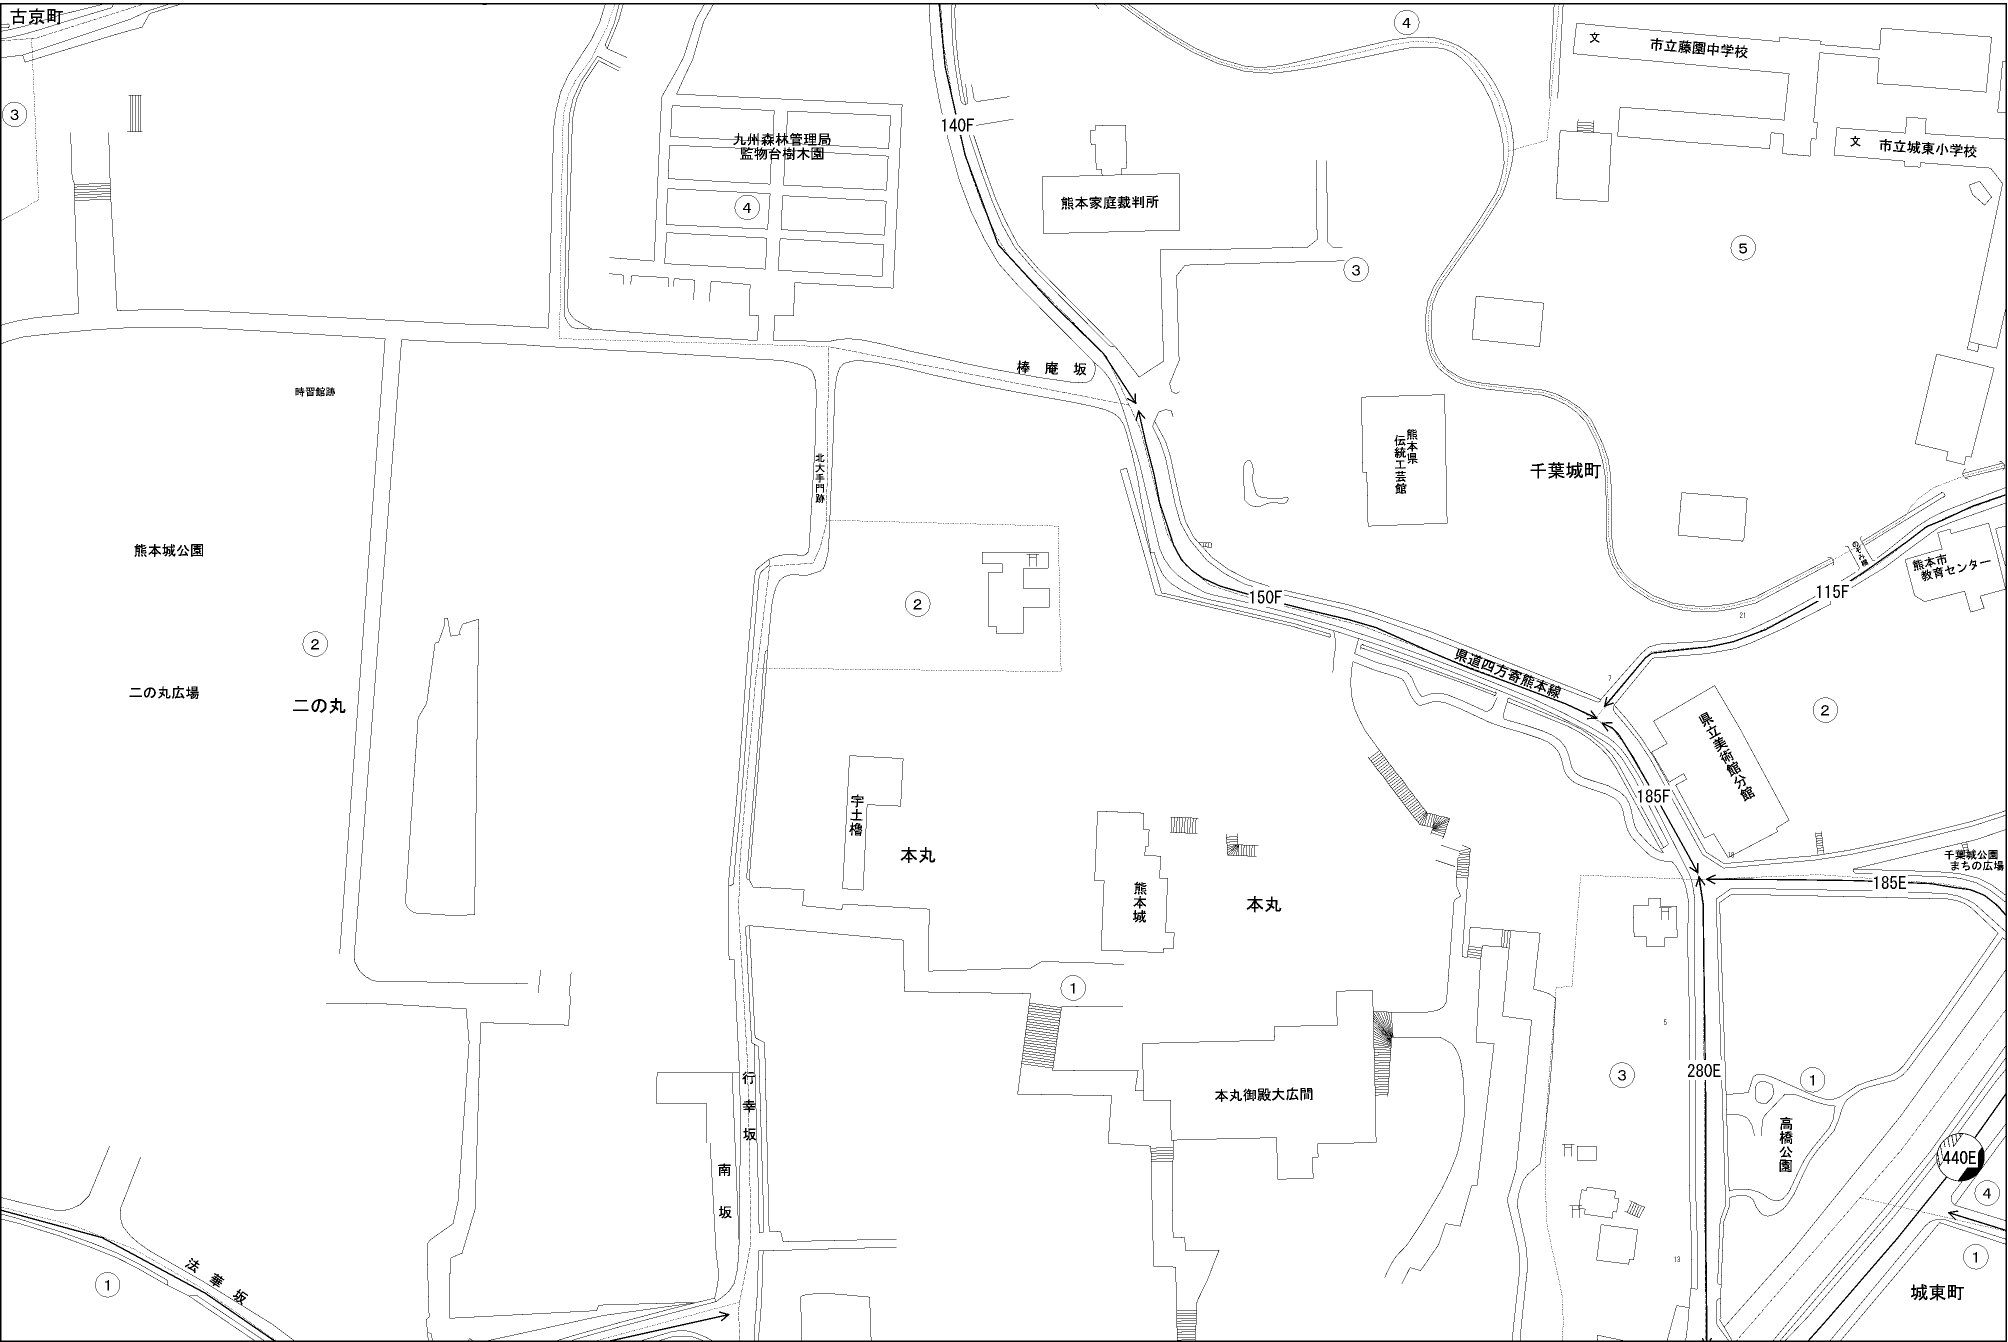 古京町
④
文 市立藤園中学校
③
140F
九州森林管理局
監物台樹木園
文 市立城東小学校
④
熊本家庭裁判所
⑤
③
棒庵坂
時習館跡
北大手門跡
熊本県
伝統工芸館
千葉城町
熊本城公園
熊本市
教育センター
②
150F
115F
21
②
県道四方寄熊本線
7
二の丸広場
二の丸
②
県立美術館分館
185F
宇土櫓
本丸
18
千葉城公園
まちの広場
185E
熊本城
本丸
①
5
280E
③
①
行幸坂
本丸御殿大広間
高橋公園
440E
南坂
④
法華坂
①
13
①
城東町